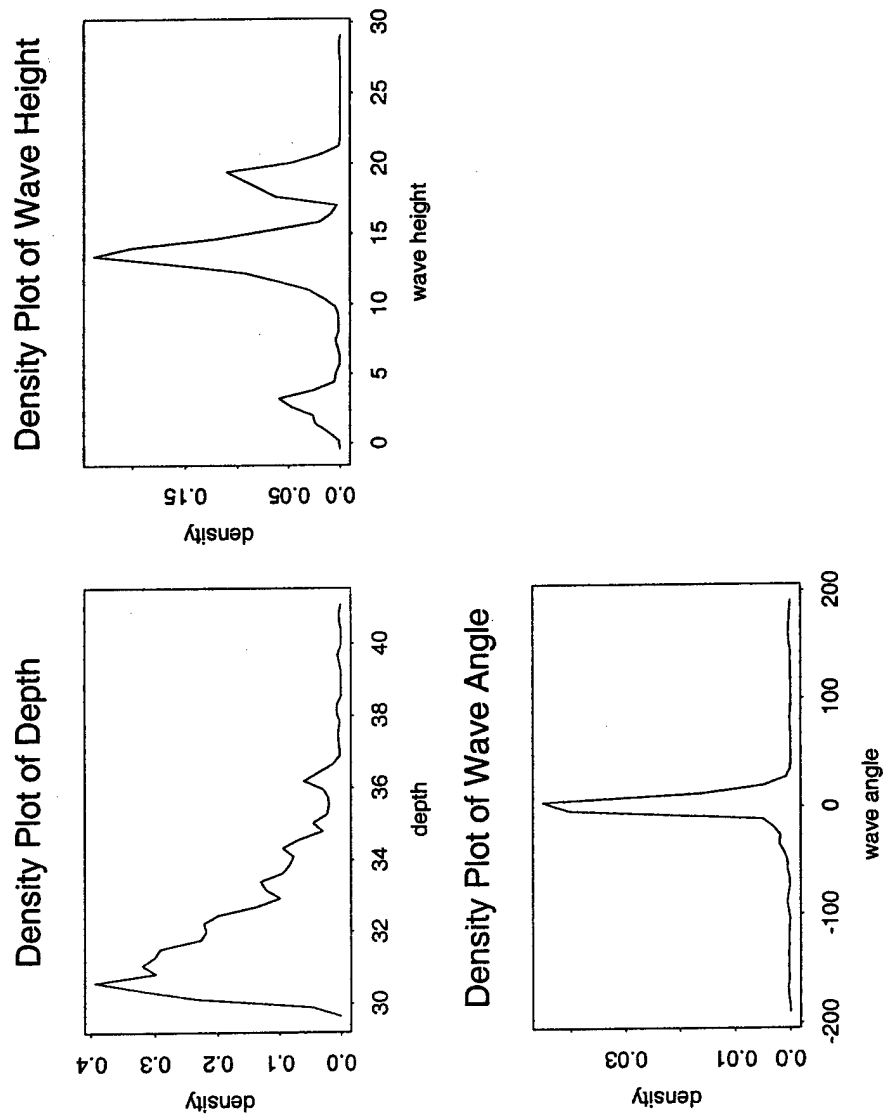 Density Plot of Depth
density
0.0 0.1 0.2 0.3 0.4
30 32 34 36 38 40
depth
Density Plot of Wave Height
density
0.0 0.05 0.15
0 5 10 15 20 25 30
wave height
Density Plot of Wave Angle
density
0.0 0.01 0.03
-200 -100 0 100 200
wave angle